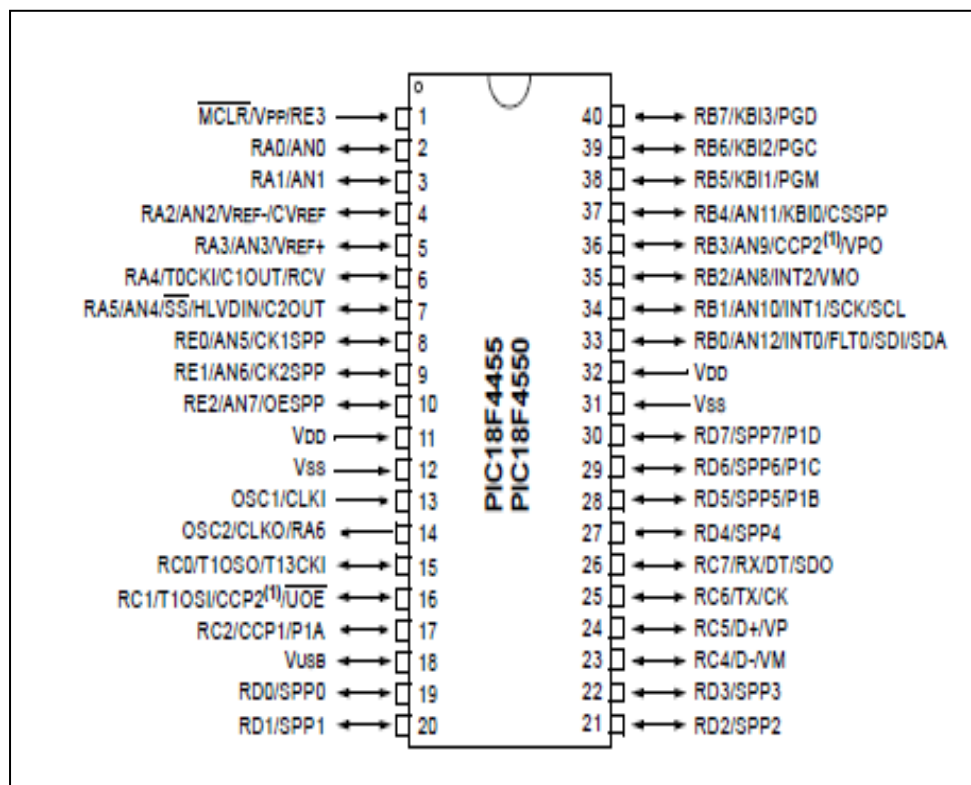 MCLR/VPP/RE3 1 40 RB7/KBI3/PGD
RA0/AN0 2 39 RB6/KBI2/PGC
RA1/AN1 3 38 RB5/KBI1/PGM
RA2/AN2/VREF-/CVREF 4 37 RB4/AN11/KBI0/CSSPP
RA3/AN3/VREF+ 5 36 RB3/AN9/CCP2(1)/VPO
RA4/T0CKI/C1OUT/RCV 6 35 RB2/AN8/INT2/VMO
RA5/AN4/SS/HLVDIN/C2OUT 7 34 RB1/AN10/INT1/SCK/SCL
RE0/AN5/CK1SPP 8 33 RB0/AN12/INT0/FLT0/SDI/SDA
RE1/AN6/CK2SPP 9 32 VDD
RE2/AN7/OESPP 10 31 VSS
VDD 11 30 RD7/SPP7/P1D
VSS 12 29 RD6/SPP6/P1C
OSC1/CLKI 13 28 RD5/SPP5/P1B
OSC2/CLKO/RA6 14 27 RD4/SPP4
RC0/T1OSO/T13CKI 15 26 RC7/RX/DT/SDO
RC1/T1OSI/CCP2(1)/UOE 16 25 RC6/TX/CK
RC2/CCP1/P1A 17 24 RC5/D+/VP
VUSB 18 23 RC4/D-/VM
RD0/SPP0 19 22 RD3/SPP3
RD1/SPP1 20 21 RD2/SPP2
PIC18F4455
PIC18F4550